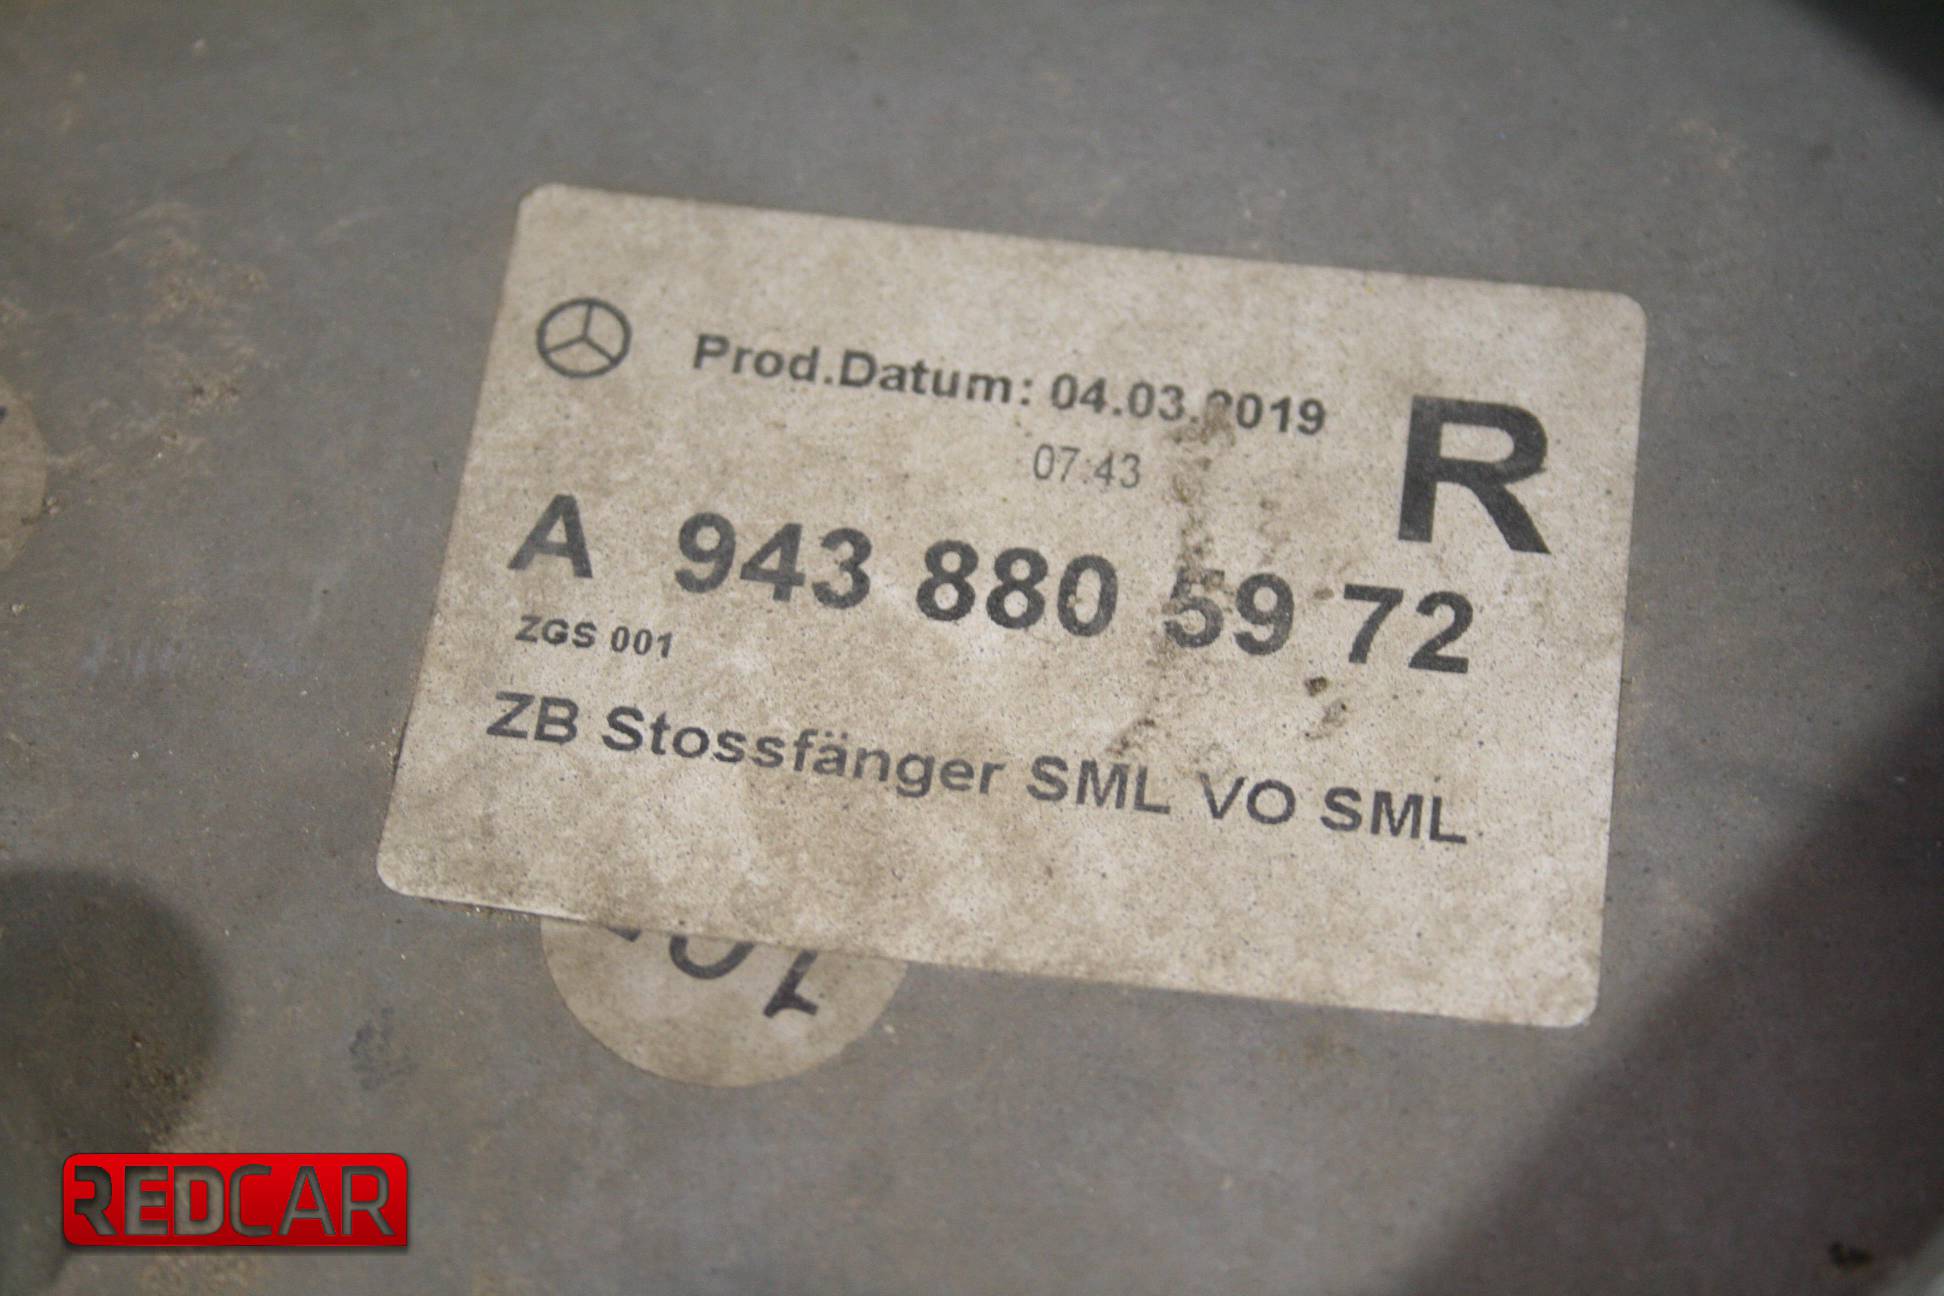 Prod.Datum: 04.03.2019
07:43
R
A 943 880 59 72
ZGS 001
ZB Stossfänger SML VO SML
REDCAR